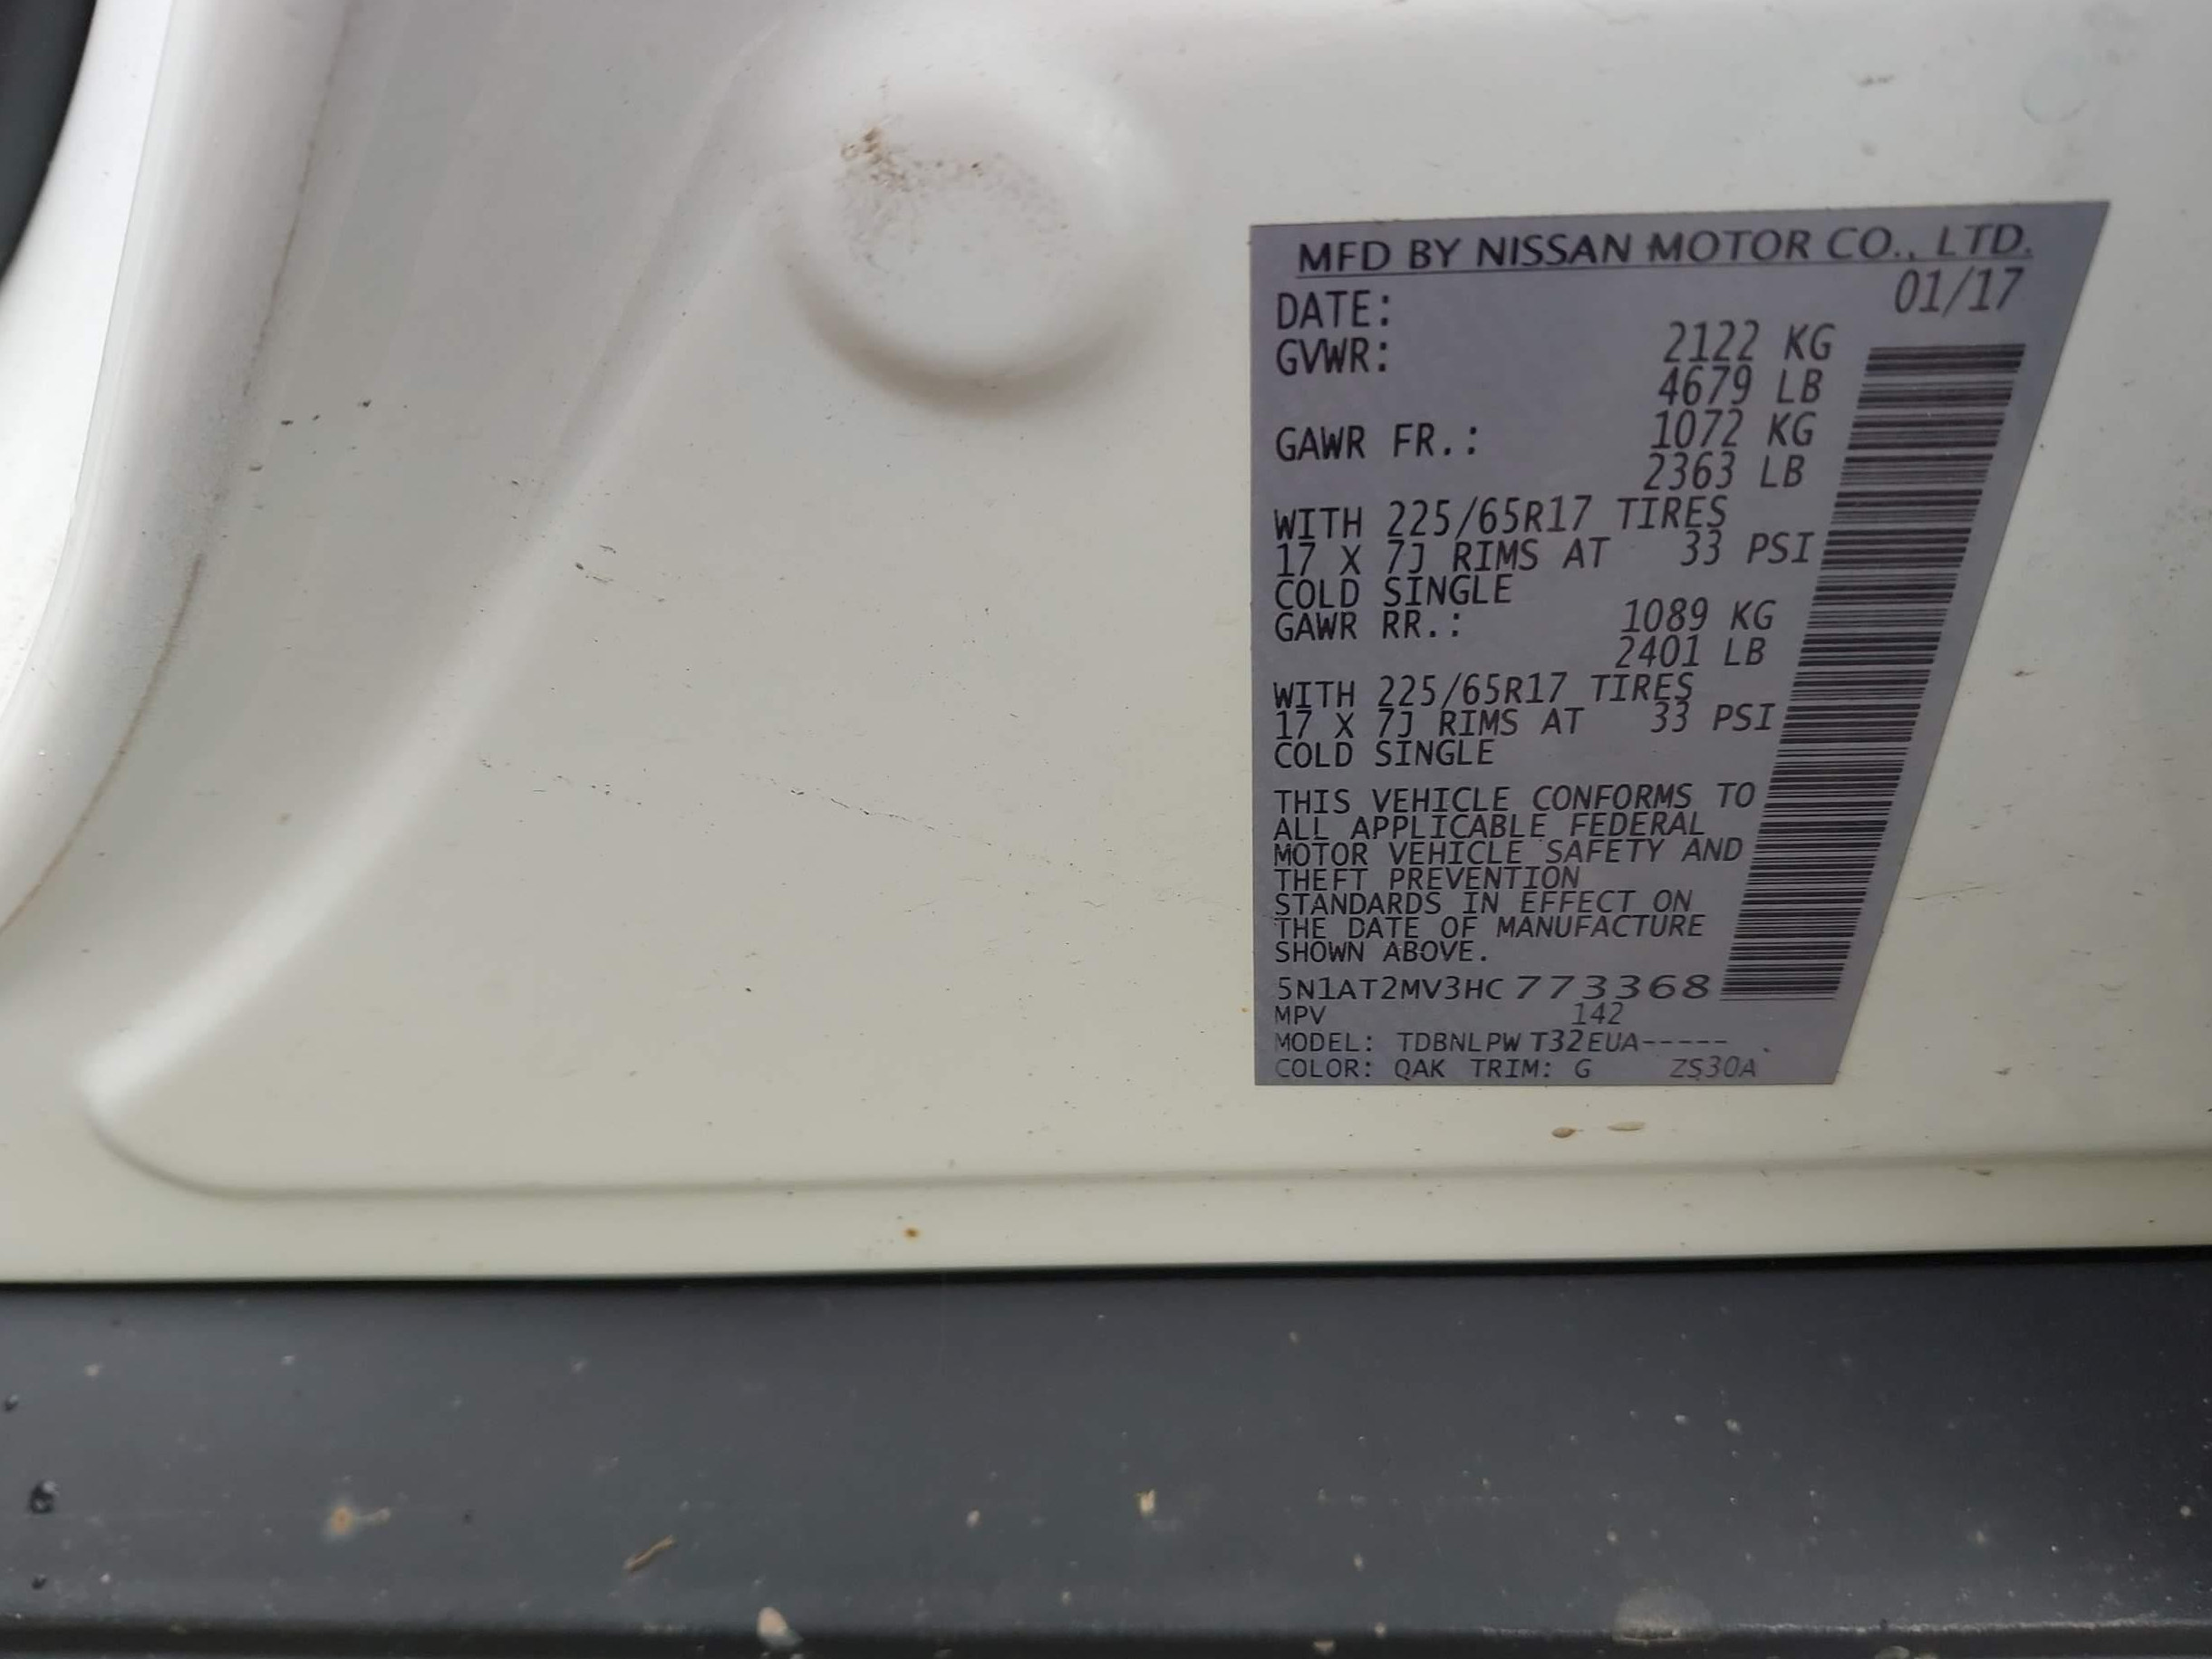 MFD BY NISSAN MOTOR CO., LTD.
DATE: 01/17
GVWR: 2122 KG
4679 LB
GAWR FR.: 1072 KG
2363 LB
WITH 225/65R17 TIRES
17 X 7J RIMS AT 33 PSI
COLD SINGLE
GAWR RR.: 1089 KG
2401 LB
WITH 225/65R17 TIRES
17 X 7J RIMS AT 33 PSI
COLD SINGLE
THIS VEHICLE CONFORMS TO
ALL APPLICABLE FEDERAL
MOTOR VEHICLE SAFETY AND
THEFT PREVENTION
STANDARDS IN EFFECT ON
THE DATE OF MANUFACTURE
SHOWN ABOVE.
5N1AT2MV3HC773368
MPV 142
MODEL: TDBNLPW T32EUA-----
COLOR: QAK TRIM: G ZS30A